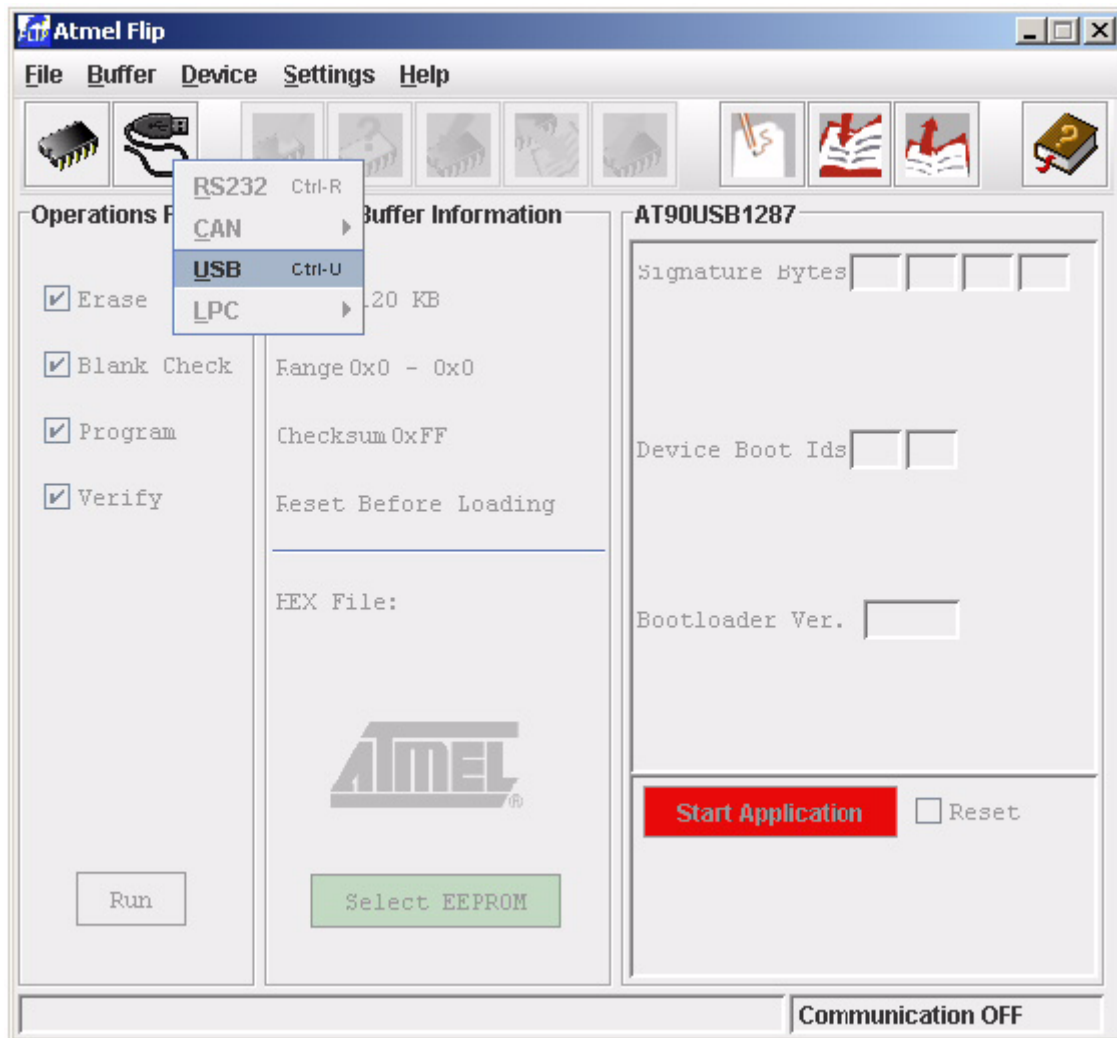 Atmel Flip
File Buffer Device Settings Help
RS232 Ctrl-R
CAN
USB Ctrl-U
LPC
Operations F
Buffer Information
AT90USB1287
Erase
Blank Check
Program
Verify
Run
20 KB
Range 0x0 - 0x0
Checksum 0xFF
Reset Before Loading
HEX File:
ATMEL
®
Select EEPROM
Signature Bytes
Device Boot Ids
Bootloader Ver.
Start Application
Reset
Communication OFF